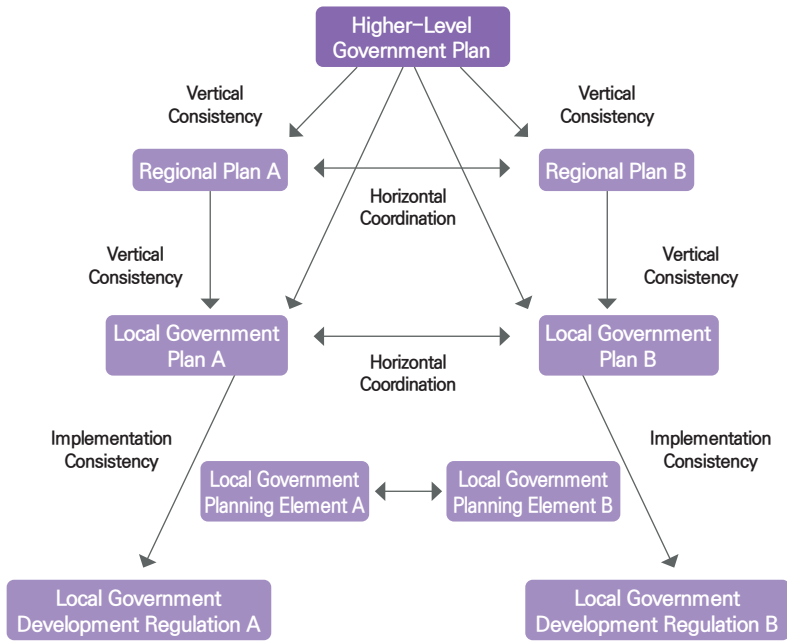 Higher-Level
Government Plan
Vertical
Consistency
Vertical
Consistency
Regional Plan A
Regional Plan B
Horizontal
Coordination
Vertical
Consistency
Vertical
Consistency
Local Government
Plan A
Local Government
Plan B
Horizontal
Coordination
Implementation
Consistency
Implementation
Consistency
Local Government
Planning Element A
Local Government
Planning Element B
Local Government
Development Regulation A
Local Government
Development Regulation B